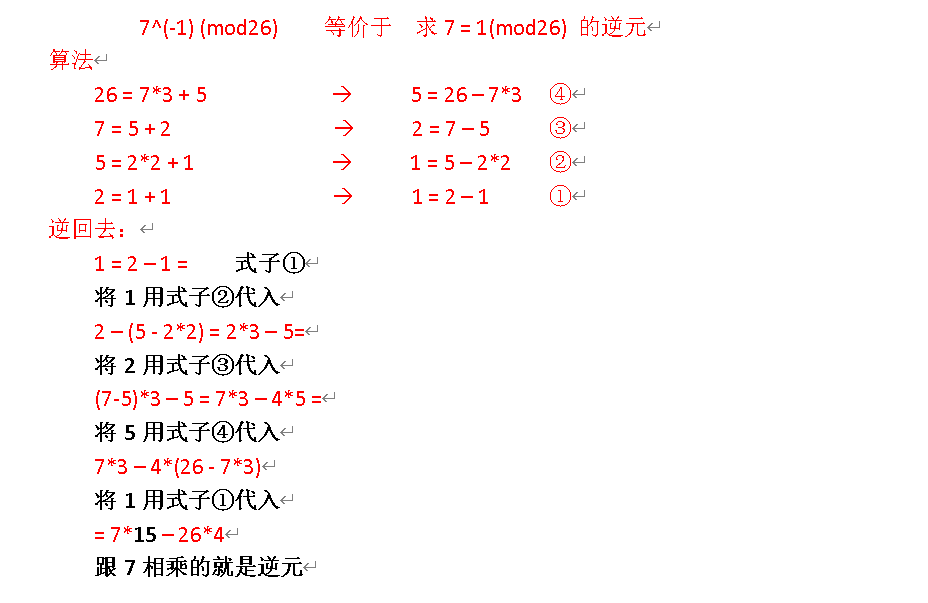 7^(-1) (mod26) 等价于 求 7 = 1(mod26) 的逆元↵
算法↵
26 = 7*3 + 5 → 5 = 26 – 7*3 ④↵
7 = 5 + 2 → 2 = 7 – 5 ③↵
5 = 2*2 + 1 → 1 = 5 – 2*2 ②↵
2 = 1 + 1 → 1 = 2 – 1 ①↵
逆回去：↵
1 = 2 – 1 = 式子①↵
将 1 用式子②代入↵
2 – (5 - 2*2) = 2*3 – 5=↵
将 2 用式子③代入↵
(7-5)*3 – 5 = 7*3 – 4*5 =↵
将 5 用式子④代入↵
7*3 – 4*(26 - 7*3)↵
将 1 用式子①代入↵
= 7*15 – 26*4↵
跟 7 相乘的就是逆元↵